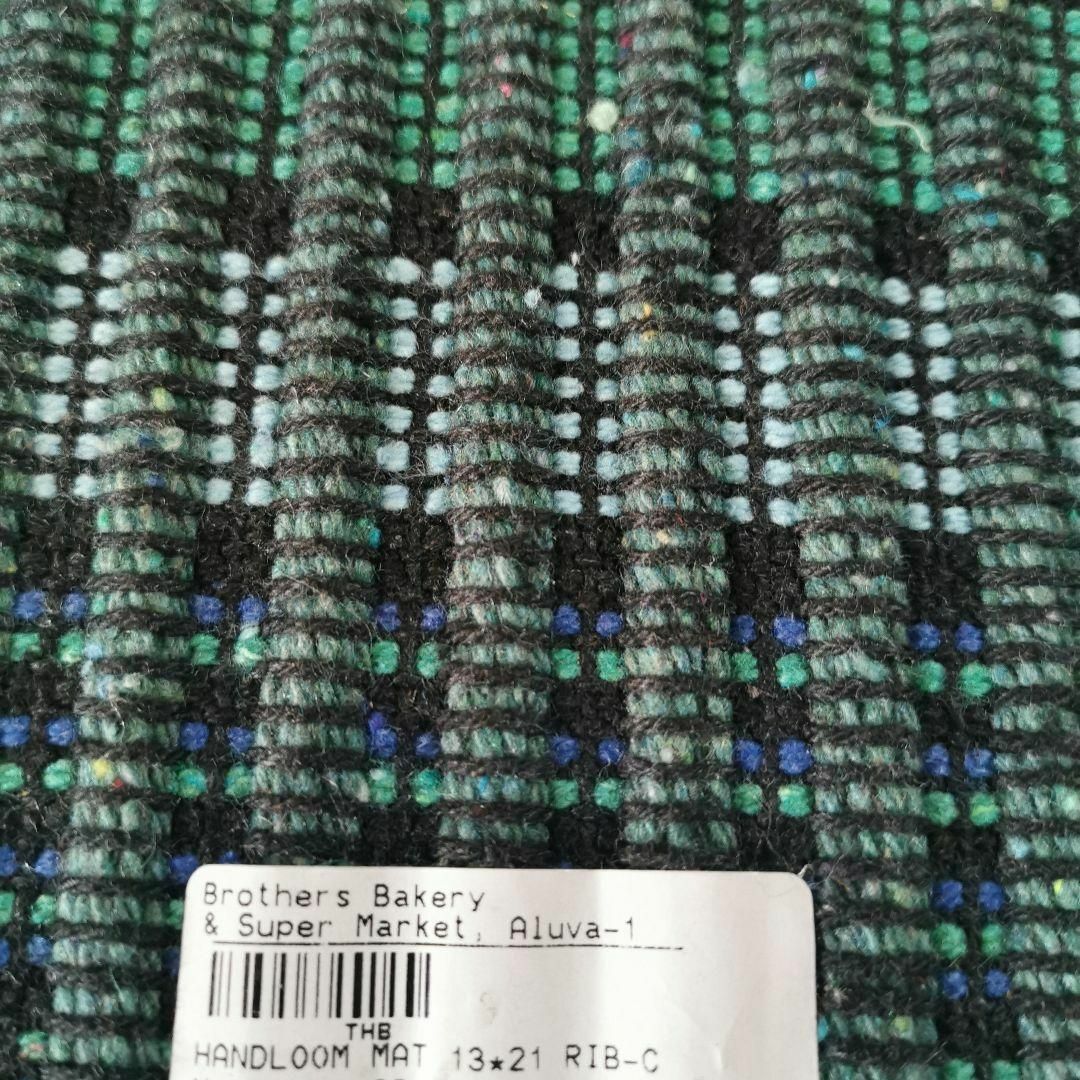 Brothers Bakery
& Super Market, Aluva-1
THB
HANDLOOM MAT 13*21 RIB-C